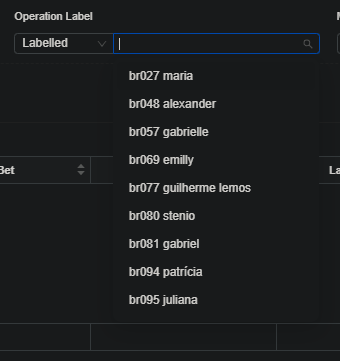 Operation Label
Labelled
br027 maria
br048 alexander
br057 gabrielle
br069 emilly
Bet
br077 guilherme lemos
br080 stenio
br081 gabriel
br094 patrícia
br095 juliana